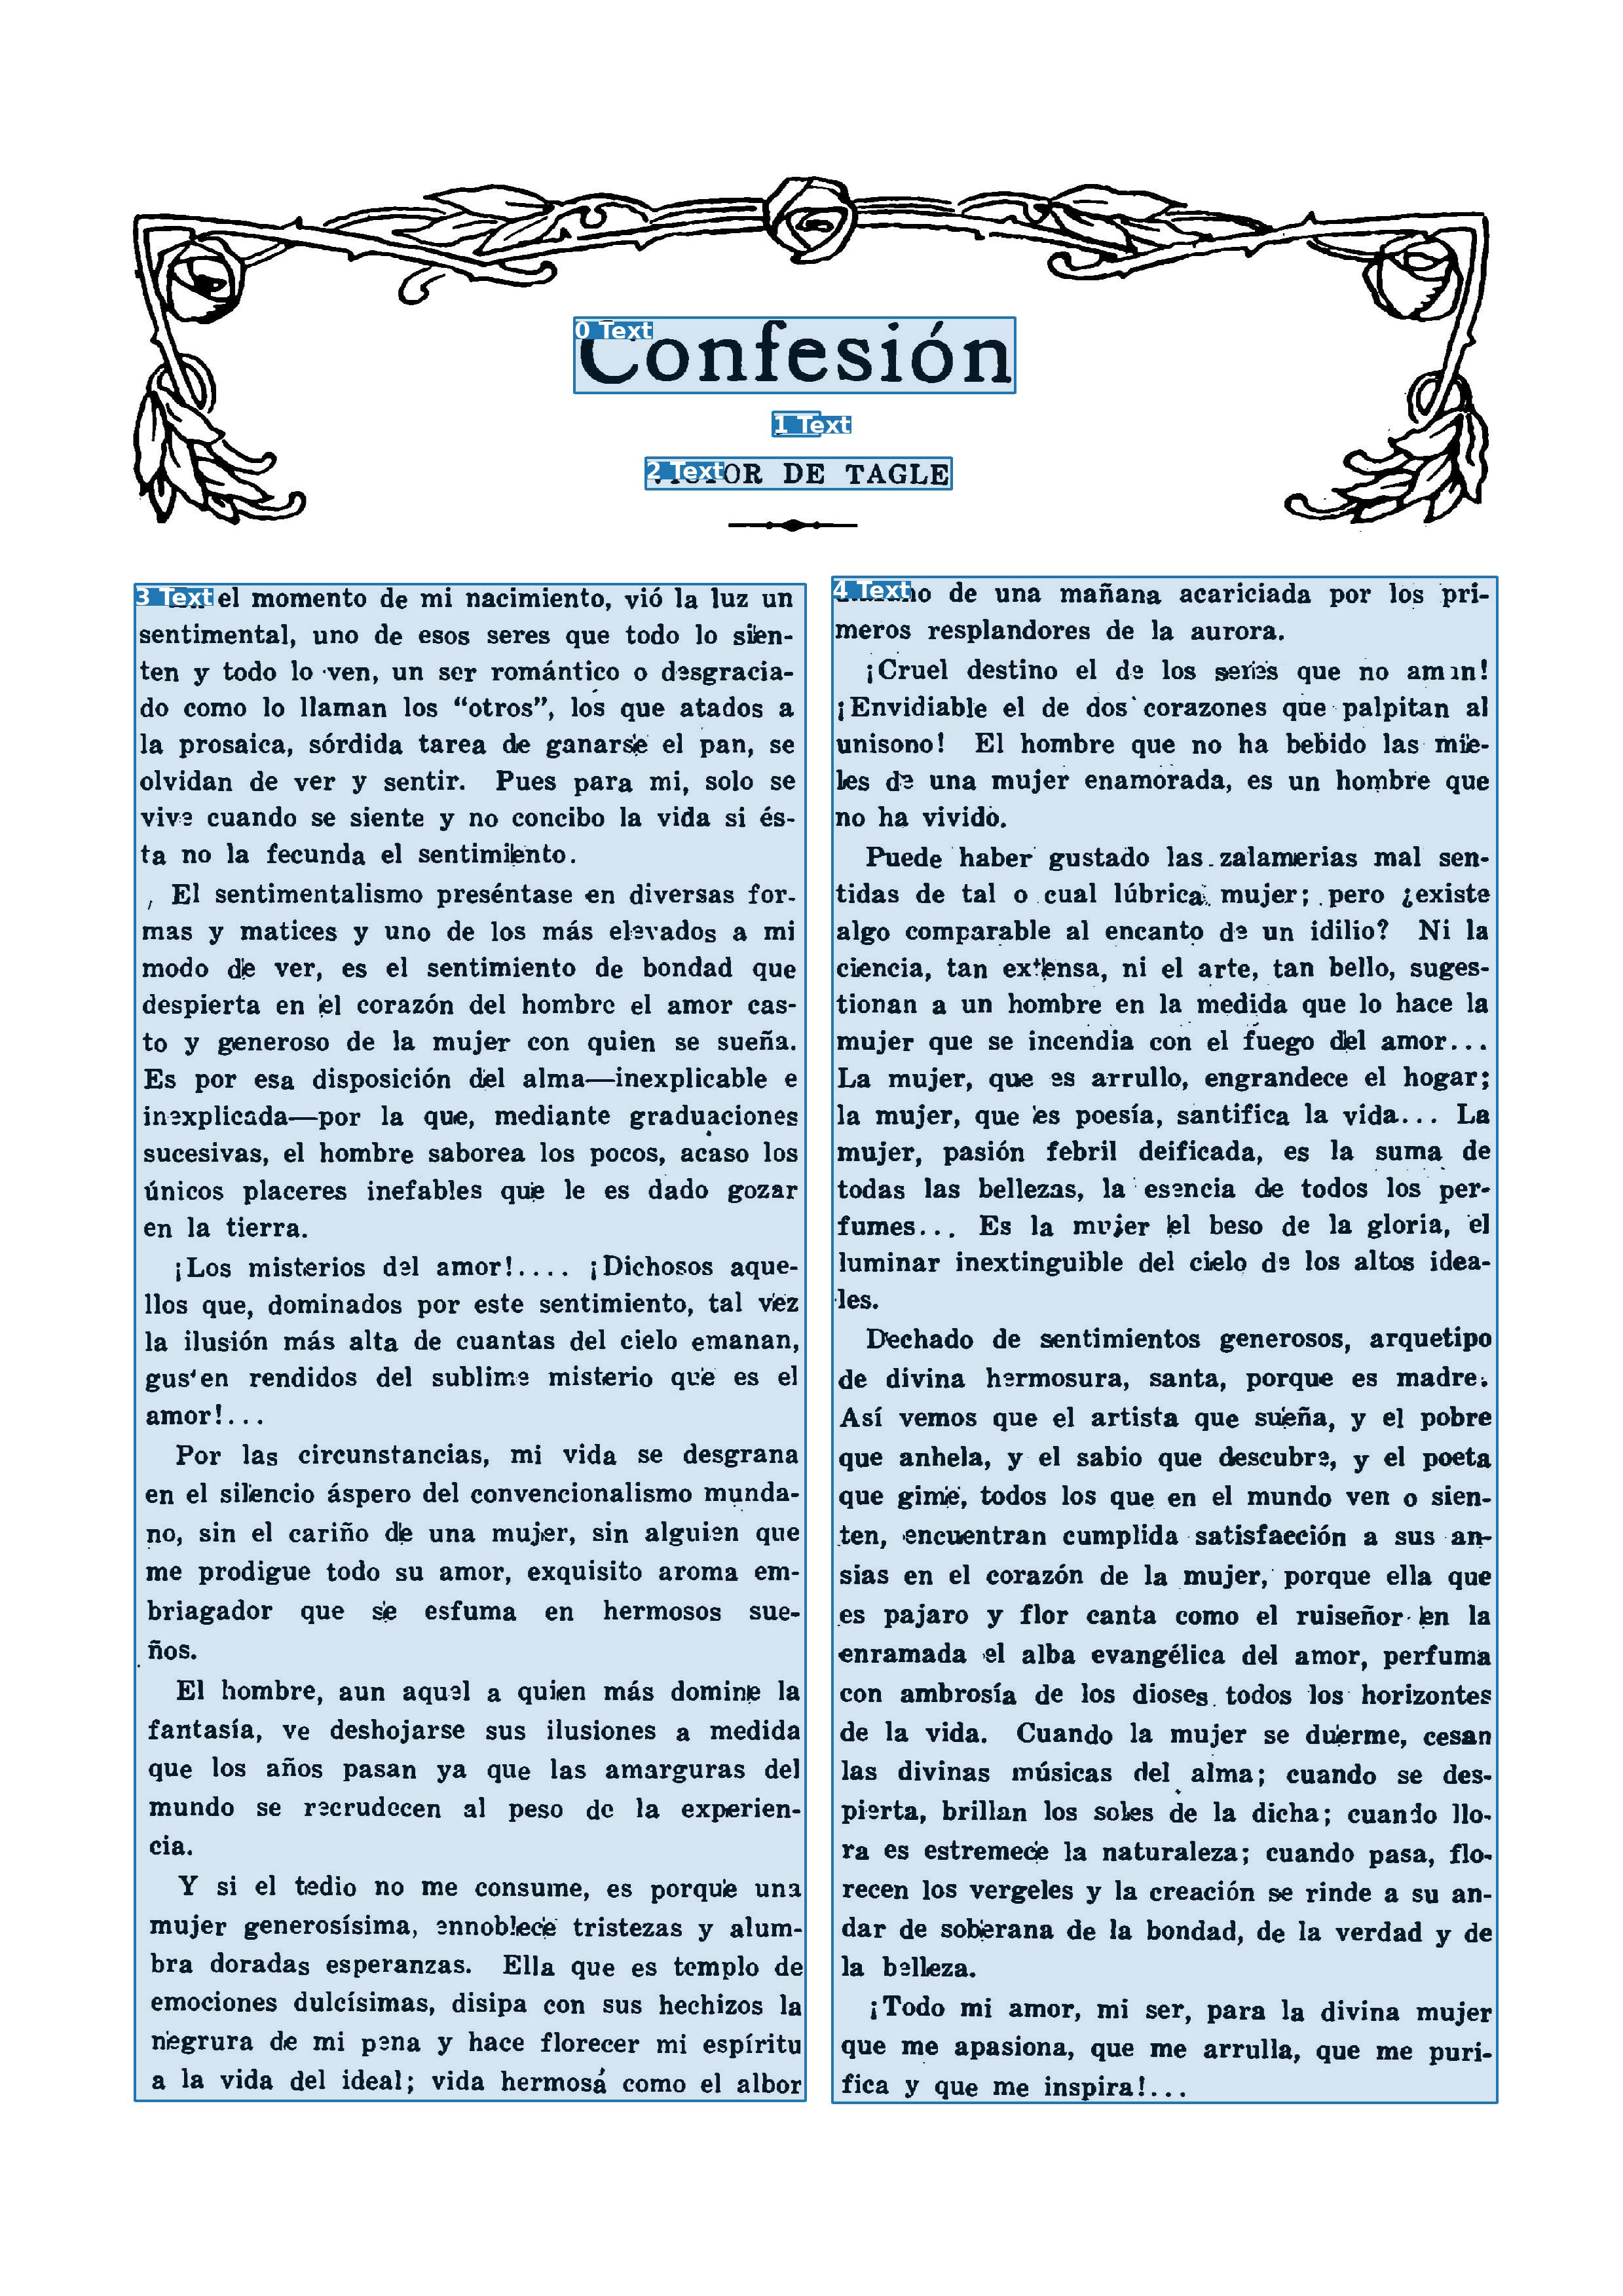 Confesión
OR DE TAGLE
el momento de mi nacimiento, vió la luz un
sentimental, uno de esos seres que todo lo sien-
ten y todo lo ven, un ser romántico o desgracia-
do como lo llaman los “otros”, los que atados a
la prosaica, sórdida tarea de ganarse el pan, se
olvidan de ver y sentir. Pues para mi, solo se
vive cuando se siente y no concibo la vida si és-
ta no la fecunda el sentimiento.
El sentimentalismo preséntase en diversas for-
mas y matices y uno de los más elevados a mi
modo de ver, es el sentimiento de bondad que
despierta en el corazón del hombre el amor cas-
to y generoso de la mujer con quien se sueña.
Es por esa disposición del alma—inexplicable e
inexplicada—por la que, mediante graduaciones
sucesivas, el hombre saborea los pocos, acaso los
únicos placeres inefables que le es dado gozar
en la tierra.
¡Los misterios del amor!.... ¡Dichosos aque-
llos que, dominados por este sentimiento, tal vez
la ilusión más alta de cuantas del cielo emanan,
gusten rendidos del sublime misterio que es el
amor!...
Por las circunstancias, mi vida se desgrana
en el silencio áspero del convencionalismo munda-
no, sin el cariño de una mujer, sin alguien que
me prodigue todo su amor, exquisito aroma em-
briagador que se esfuma en hermosos sue-
ños.
El hombre, aun aquel a quien más domine la
fantasía, ve deshojarse sus ilusiones a medida
que los años pasan ya que las amarguras del
mundo se recrudecen al peso de la experien-
cia.
Y si el tedio no me consume, es porque una
mujer generosísima, ennoblece tristezas y alum-
bra doradas esperanzas. Ella que es templo de
emociones dulcísimas, disipa con sus hechizos la
negrura de mi pena y hace florecer mi espíritu
a la vida del ideal; vida hermosa como el albor
de una mañana acariciada por los pri-
meros resplandores de la aurora.
¡Cruel destino el de los seres que no aman!
¡Envidiable el de dos corazones que palpitan al
unisono! El hombre que no ha bebido las mie-
les de una mujer enamorada, es un hombre que
no ha vivido.
Puede haber gustado las zalamerias mal sen-
tidas de tal o cual lúbrica mujer; pero ¿existe
algo comparable al encanto de un idilio? Ni la
ciencia, tan extensa, ni el arte, tan bello, suges-
tionan a un hombre en la medida que lo hace la
mujer que se incendia con el fuego del amor...
La mujer, que es arrullo, engrandece el hogar;
la mujer, que es poesía, santifica la vida... La
mujer, pasión febril deificada, es la suma de
todas las bellezas, la esencia de todos los per-
fumes... Es la mujer el beso de la gloria, el
luminar inextinguible del cielo de los altos idea-
les.
Dechado de sentimientos generosos, arquetipo
de divina hermosura, santa, porque es madre.
Así vemos que el artista que sueña, y el pobre
que anhela, y el sabio que descubre, y el poeta
que gime, todos los que en el mundo ven o sien-
ten, encuentran cumplida satisfacción a sus an-
sias en el corazón de la mujer, porque ella que
es pajaro y flor canta como el ruiseñor en la
enramada el alba evangélica del amor, perfuma
con ambrosía de los dioses todos los horizontes
de la vida. Cuando la mujer se duerme, cesan
las divinas músicas del alma; cuando se des-
pierta, brillan los soles de la dicha; cuando llo-
ra es estremece la naturaleza; cuando pasa, flo-
recen los vergeles y la creación se rinde a su an-
dar de soberana de la bondad, de la verdad y de
la belleza.
¡Todo mi amor, mi ser, para la divina mujer
que me apasiona, que me arrulla, que me puri-
fica y que me inspira!...
0 Text
1 Text
2 Text
3 Text
4 Text